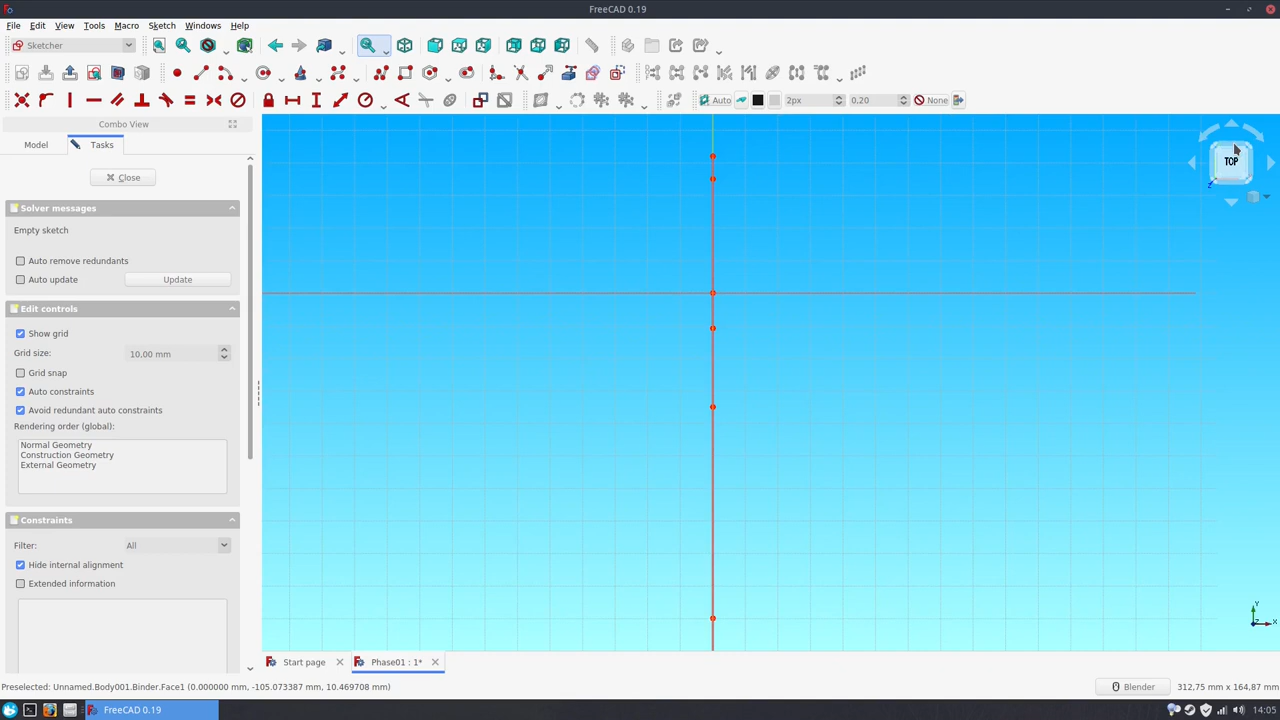 FreeCAD 0.19
File Edit View Tools Macro Sketch Windows Help
Sketcher
Auto 2px 0.20 None
Combo View
Model Tasks
Close
Solver messages
Empty sketch
Auto remove redundants
Auto update Update
Edit controls
Show grid
Grid size: 10,00 mm
Grid snap
Auto constraints
Avoid redundant auto constraints
Rendering order (global):
Normal Geometry
Construction Geometry
External Geometry
Constraints
Filter: All
Hide internal alignment
Extended information
TOP
Z
Y
X
Z
Start page Phase01 : 1*
Preselected: Unnamed.Body001.Binder.Face1 (0.000000 mm, -105.073387 mm, 10.469708 mm) Blender 312,75 mm x 164,87 mm
FreeCAD 0.19 14:05